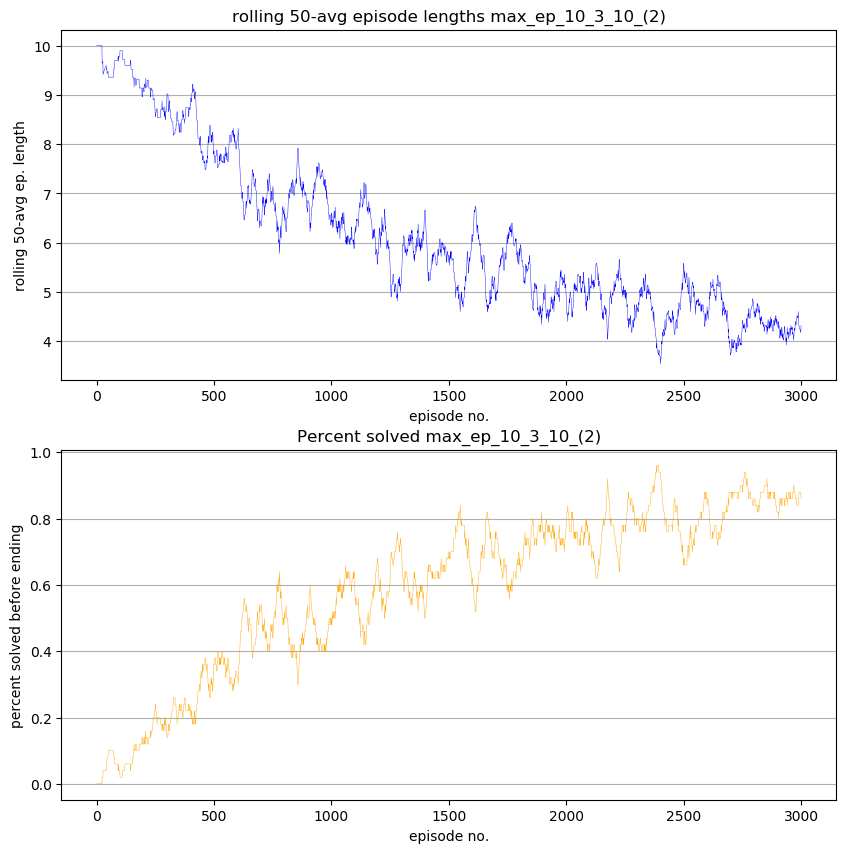 rolling 50-avg episode lengths max_ep_10_3_10_(2)
rolling 50-avg ep. length
10
9
8
7
6
5
4
0 500 1000 1500 2000 2500 3000
episode no.
Percent solved max_ep_10_3_10_(2)
percent solved before ending
1.0
0.8
0.6
0.4
0.2
0.0
0 500 1000 1500 2000 2500 3000
episode no.